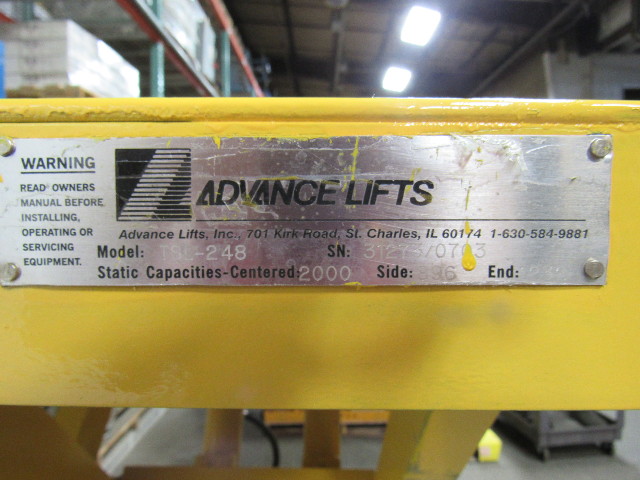 WARNING
READ OWNERS
MANUAL BEFORE
INSTALLING,
OPERATING OR
SERVICING
EQUIPMENT.
ADVANCE LIFTS
Advance Lifts, Inc., 701 Kirk Road, St. Charles, IL 60174 1-630-584-9881
Model: -248 SN:
Static Capacities-Centered: 2000 Side: End: